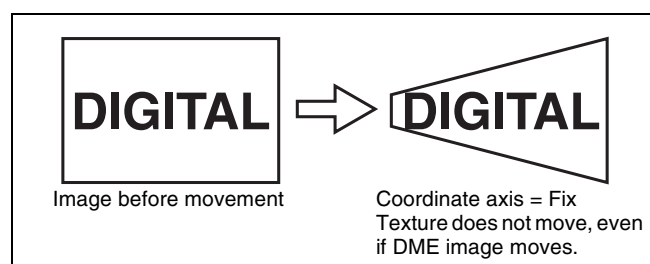 DIGITAL
DIGITAL
Image before movement
Coordinate axis = Fix
Texture does not move, even
if DME image moves.